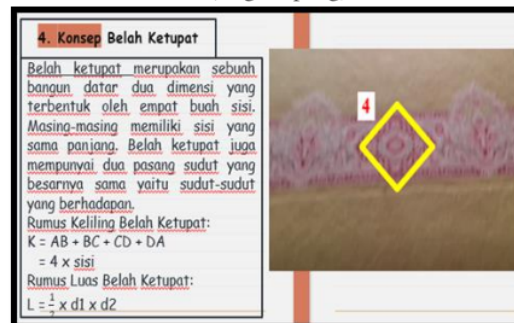 4. Konsep Belah Ketupat
Belah ketupat merupakan sebuah
bangun datar dua dimensi yang
terbentuk oleh empat buah sisi.
Masing-masing memiliki sisi yang
sama panjang. Belah ketupat juga
mempunyai dua pasang sudut yang
besarnya sama yaitu sudut-sudut
yang berhadapan.
Rumus Keliling Belah Ketupat:
K = AB + BC + CD + DA
= 4 x sisi
Rumus Luas Belah Ketupat:
L = 1/2 x d1 x d2
4